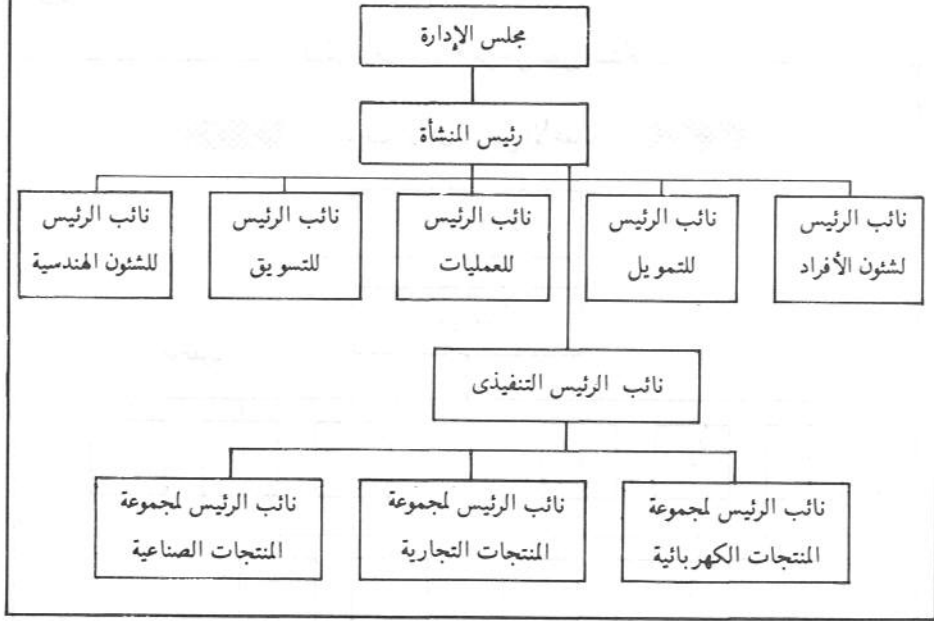 مجلس الإدارة
رئيس المنشأة
نائب الرئيس
لشئون الأفراد
نائب الرئيس
للتمويل
نائب الرئيس
للعمليات
نائب الرئيس
للتسويق
نائب الرئيس
للشئون الهندسية
نائب الرئيس التنفيذى
نائب الرئيس لمجموعة
المنتجات الكهربائية
نائب الرئيس لمجموعة
المنتجات التجارية
نائب الرئيس لمجموعة
المنتجات الصناعية